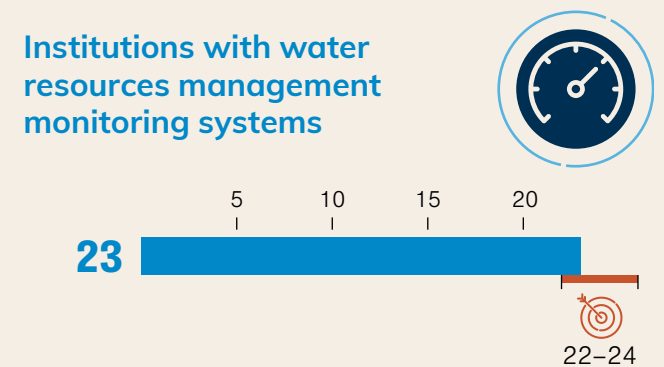 Institutions with water
resources management
monitoring systems
5 10 15 20
23
22–24